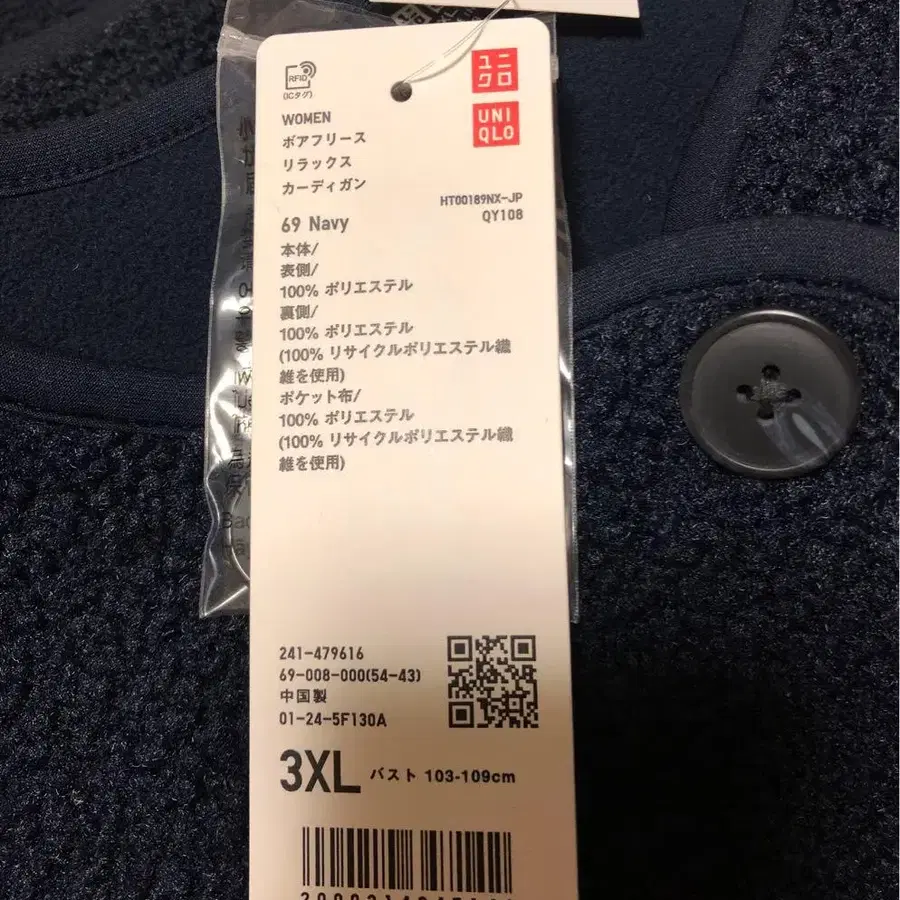 RFID
(ICタグ)
ユニ
クロ
UNI
QLO
WOMEN
ボアフリース
リラックス
カーディガン
HT00189NX-JP
QY108
69 Navy
本体/
表側/
100% ポリエステル
裏側/
100% ポリエステル
(100% リサイクルポリエステル繊
維を使用)
ポケット布/
100% ポリエステル
(100% リサイクルポリエステル繊
維を使用)
241-479616
69-008-000(54-43)
中国製
01-24-5F130A
3XL バスト 103-109cm